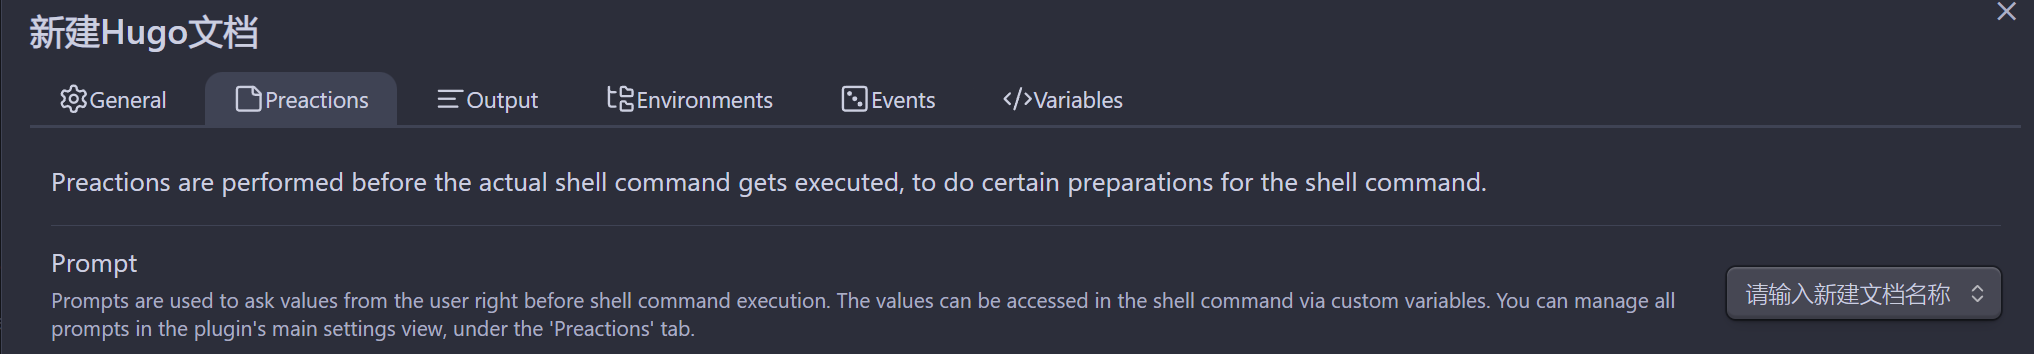 新建Hugo文档
General Preactions Output Environments Events Variables
Preactions are performed before the actual shell command gets executed, to do certain preparations for the shell command.
Prompt
Prompts are used to ask values from the user right before shell command execution. The values can be accessed in the shell command via custom variables. You can manage all
prompts in the plugin's main settings view, under the 'Preactions' tab.
请输入新建文档名称